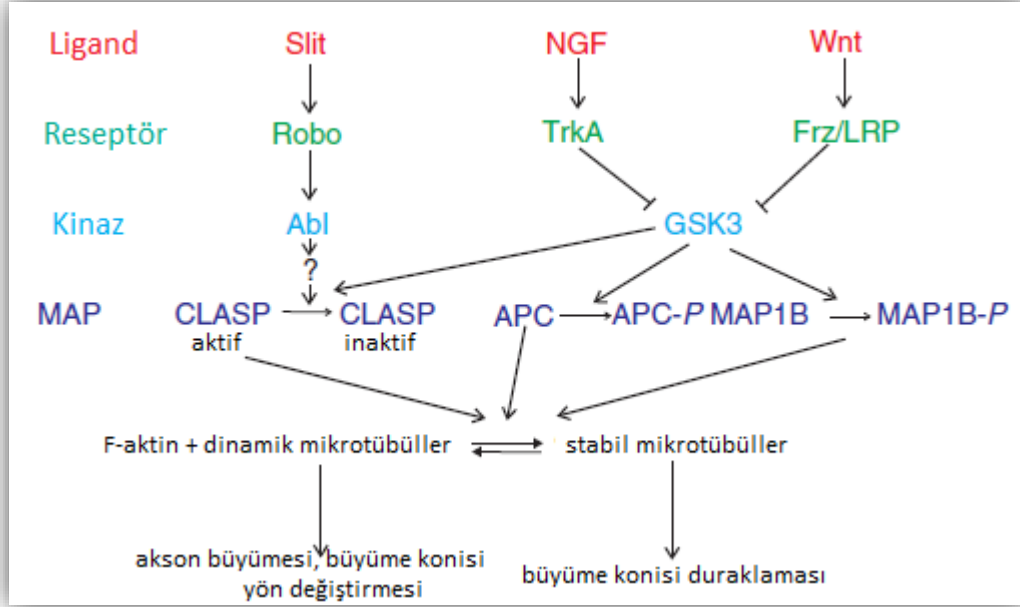 Ligand Slit NGF Wnt
Reseptör Robo TrkA Frz/LRP
Kinaz Abl GSK3
?
MAP CLASP CLASP APC APC-P MAP1B MAP1B-P
aktif inaktif
F-aktin + dinamik mikrotübüller stabil mikrotübüller
akson büyümesi, büyüme konisi
yön değiştirmesi
büyüme konisi duraklaması